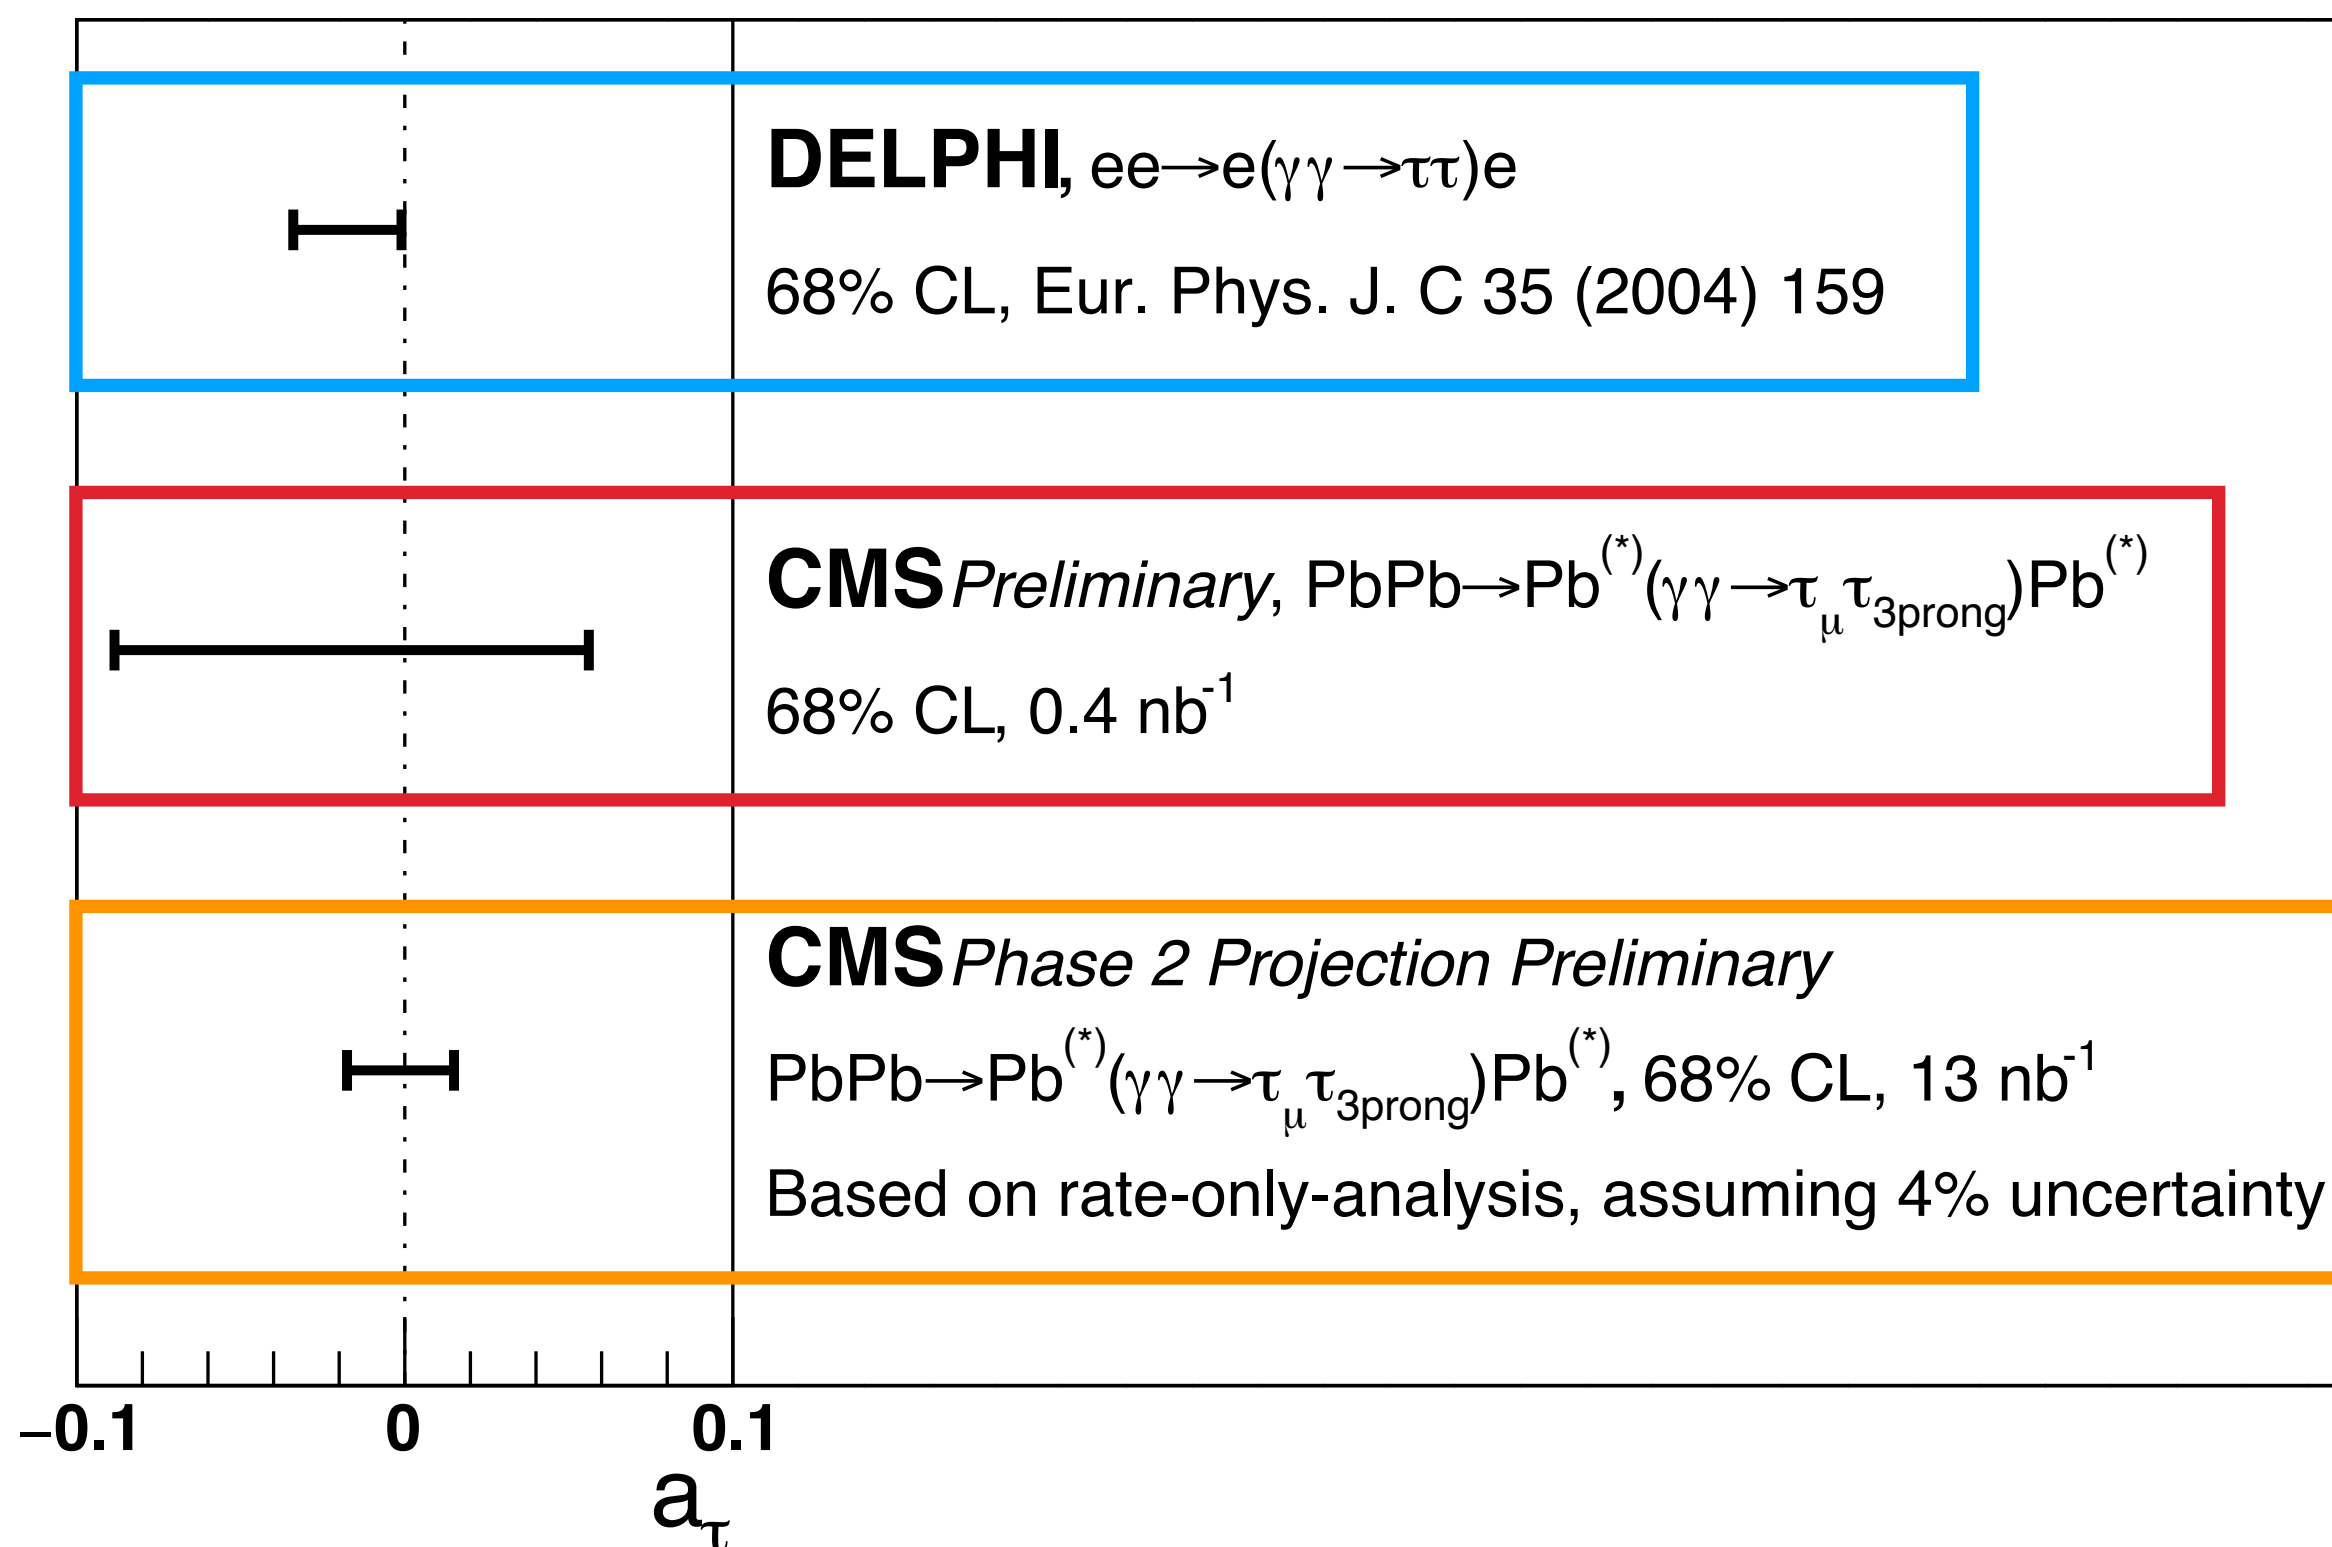 DELPHI, ee→e(γγ→ττ)e
68% CL, Eur. Phys. J. C 35 (2004) 159
CMS Preliminary, PbPb→Pb(*)(γγ→τμτ3prong)Pb(*)
68% CL, 0.4 nb-1
CMS Phase 2 Projection Preliminary
PbPb→Pb(*)(γγ→τμτ3prong)Pb(*), 68% CL, 13 nb-1
Based on rate-only-analysis, assuming 4% uncertainty
−0.1 0 0.1
aτ